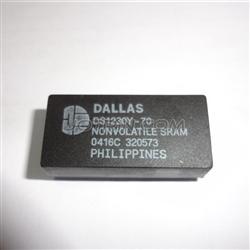 DALLAS
DS1230Y-70
NONVOLATILE SRAM
0416C 320573
PHILIPPINES